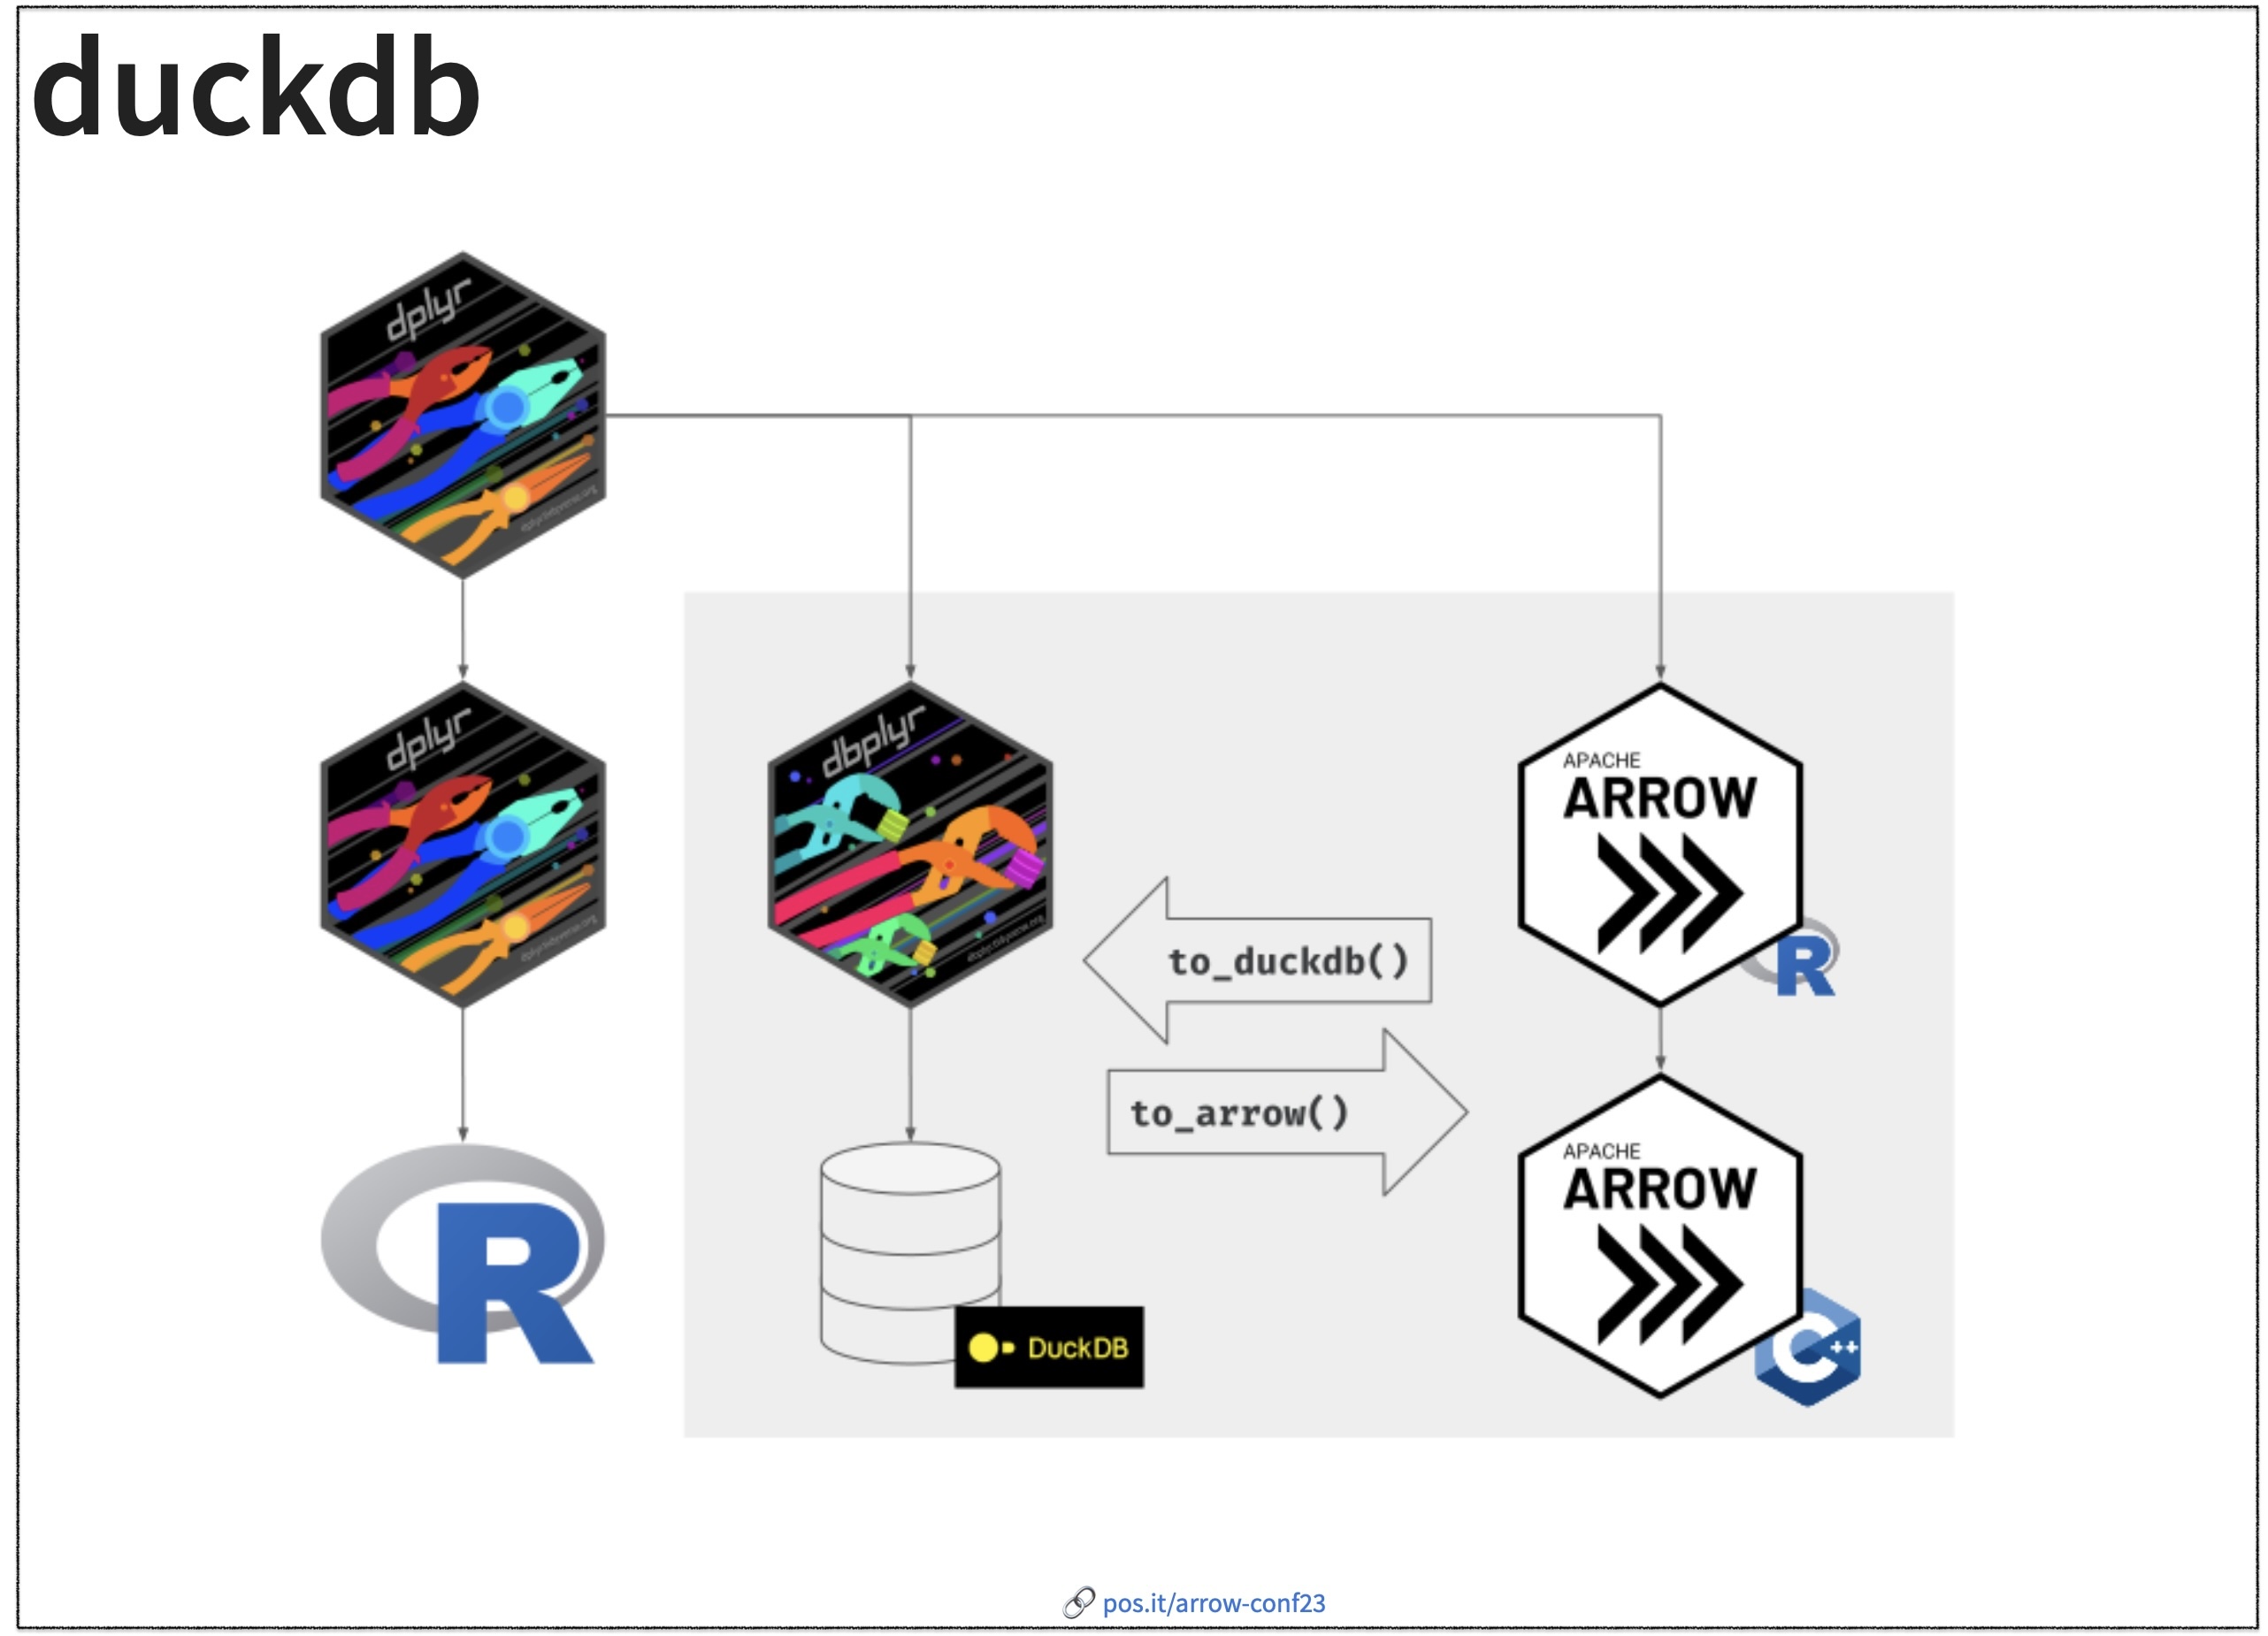 duckdb
dplyr
dplyr
dbplyr
APACHE
ARROW
R
to_duckdb()
to_arrow()
APACHE
ARROW
C++
R
DuckDB
pos.it/arrow-conf23